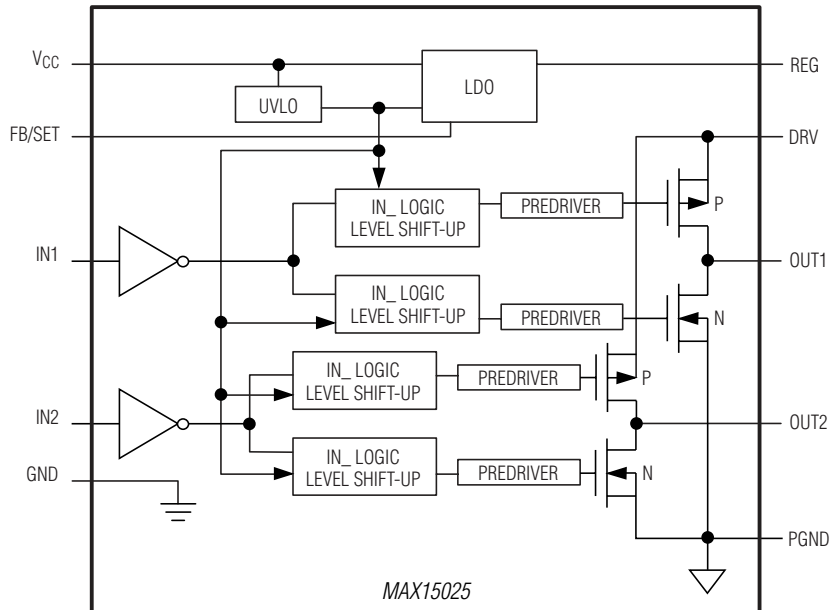 VCC
LDO
REG
UVLO
FB/SET
DRV
IN_ LOGIC
LEVEL SHIFT-UP
PREDRIVER
P
IN1
OUT1
IN_ LOGIC
LEVEL SHIFT-UP
PREDRIVER
N
IN_ LOGIC
LEVEL SHIFT-UP
PREDRIVER
P
IN2
OUT2
IN_ LOGIC
LEVEL SHIFT-UP
PREDRIVER
N
GND
PGND
MAX15025